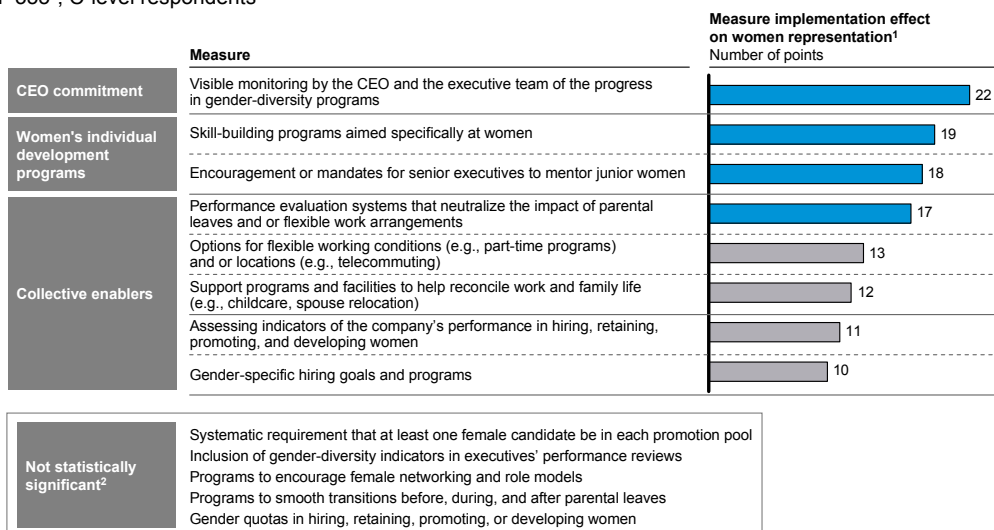 Measure implementation effect
on women representation¹
Number of points
Measure
CEO commitment
Visible monitoring by the CEO and the executive team of the progress
in gender-diversity programs
22
Women's individual
development
programs
Skill-building programs aimed specifically at women
19
Encouragement or mandates for senior executives to mentor junior women
18
Collective enablers
Performance evaluation systems that neutralize the impact of parental
leaves and or flexible work arrangements
17
Options for flexible working conditions (e.g., part-time programs)
and or locations (e.g., telecommuting)
13
Support programs and facilities to help reconcile work and family life
(e.g., childcare, spouse relocation)
12
Assessing indicators of the company's performance in hiring, retaining,
promoting, and developing women
11
Gender-specific hiring goals and programs
10
Not statistically
significant²
Systematic requirement that at least one female candidate be in each promotion pool
Inclusion of gender-diversity indicators in executives' performance reviews
Programs to encourage female networking and role models
Programs to smooth transitions before, during, and after parental leaves
Gender quotas in hiring, retaining, promoting, or developing women